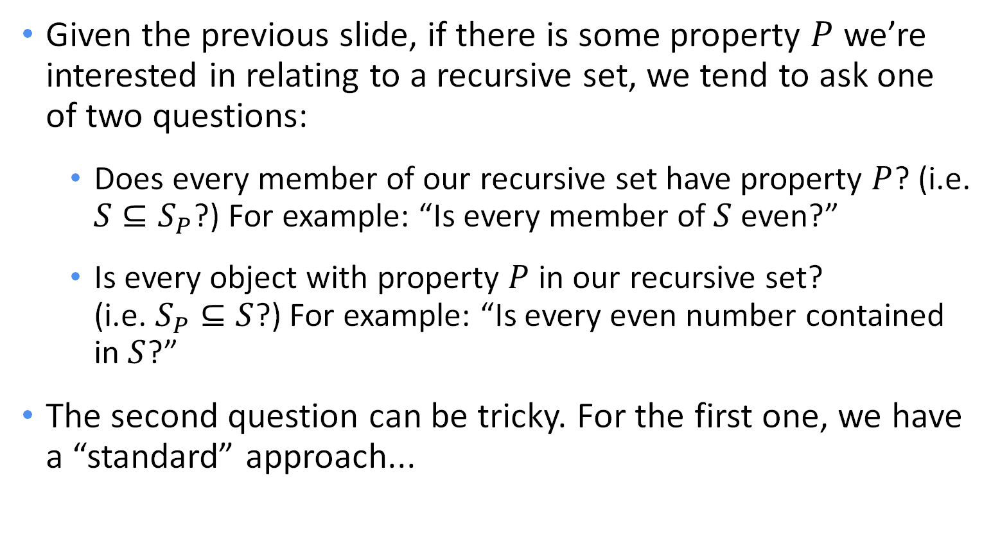 • Given the previous slide, if there is some property P we’re
interested in relating to a recursive set, we tend to ask one
of two questions:
• Does every member of our recursive set have property P? (i.e.
S ⊆ S_P?) For example: “Is every member of S even?”
• Is every object with property P in our recursive set?
(i.e. S_P ⊆ S?) For example: “Is every even number contained
in S?”
• The second question can be tricky. For the first one, we have
a “standard” approach...